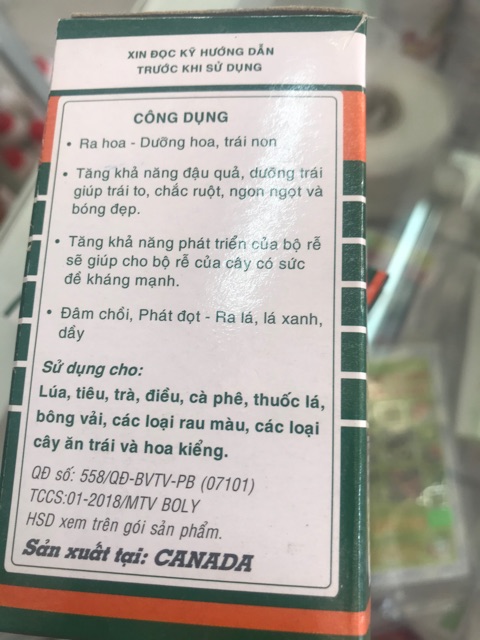 XIN ĐỌC KỸ HƯỚNG DẪN
TRƯỚC KHI SỬ DỤNG
CÔNG DỤNG
• Ra hoa - Dưỡng hoa, trái non
• Tăng khả năng đậu quả, dưỡng trái
giúp trái to, chắc ruột, ngon ngọt và
bóng đẹp.
• Tăng khả năng phát triển của bộ rễ
sẽ giúp cho bộ rễ của cây có sức
đề kháng mạnh.
• Đâm chồi, Phát đọt - Ra lá, lá xanh,
dầy
Sử dụng cho:
Lúa, tiêu, trà, điều, cà phê, thuốc lá,
bông vải, các loại rau màu, các loại
cây ăn trái và hoa kiểng.
QĐ số: 558/QĐ-BVTV-PB (07101)
TCCS:01-2018/MTV BOLY
HSD xem trên gói sản phẩm.
Sản xuất tại: CANADA